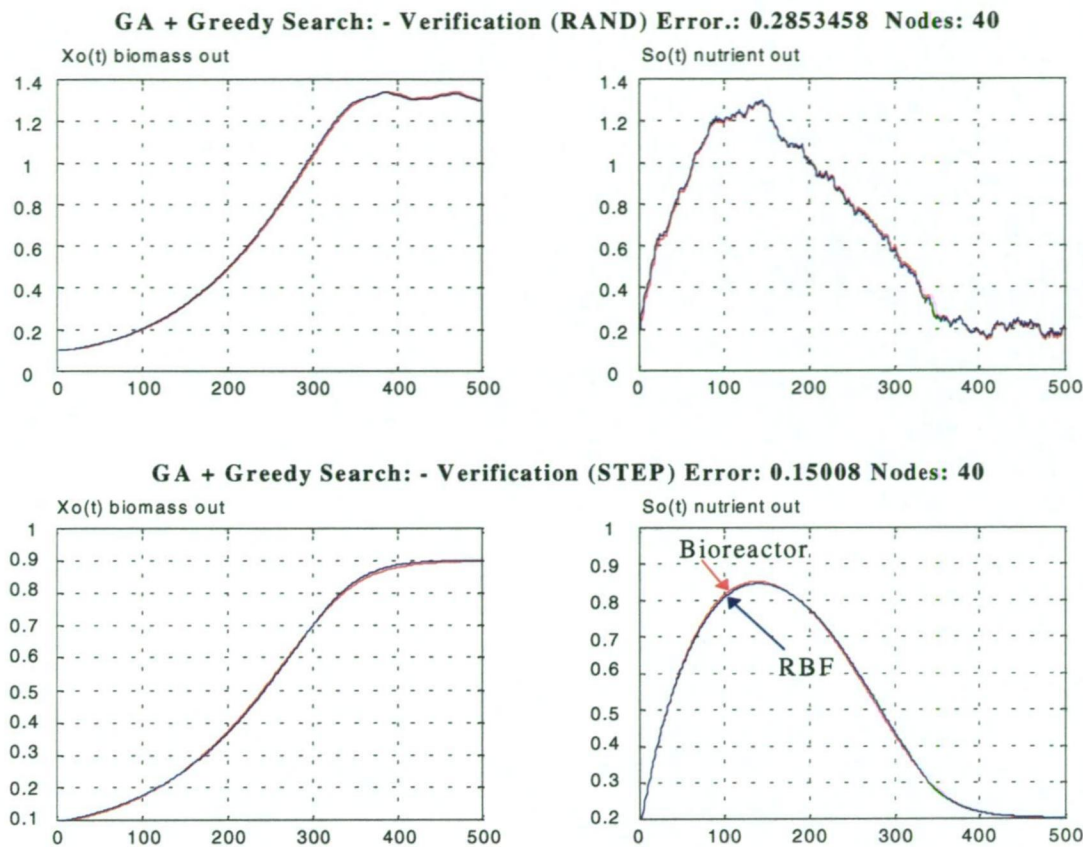 GA + Greedy Search: - Verification (RAND) Error.: 0.2853458 Nodes: 40
Xo(t) biomass out
1.4
1.2
1
0.8
0.6
0.4
0.2
0
0 100 200 300 400 500
So(t) nutrient out
1.4
1.2
1
0.8
0.6
0.4
0.2
0
0 100 200 300 400 500
GA + Greedy Search: - Verification (STEP) Error: 0.15008 Nodes: 40
Xo(t) biomass out
1
0.9
0.8
0.7
0.6
0.5
0.4
0.3
0.2
0.1
0 100 200 300 400 500
So(t) nutrient out
1
0.9
0.8
0.7
0.6
0.5
0.4
0.3
0.2
0 100 200 300 400 500
Bioreactor
RBF